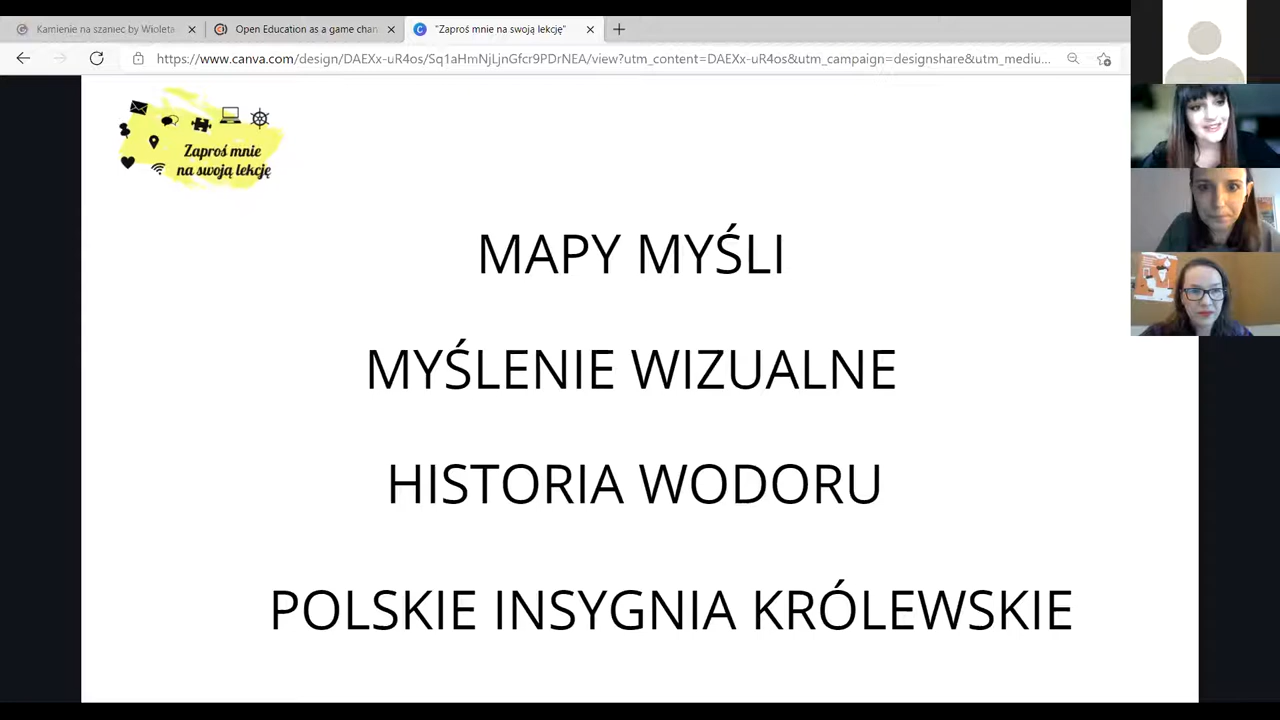 Kamienie na szaniec by Wioleta
Open Education as a game chan
"Zaproś mnie na swoją lekcję"
https://www.canva.com/design/DAEXx-uR4os/Sq1aHmNjLjnGfcr9PDrNEA/view?utm_content=DAEXx-uR4os&utm_campaign=designshare&utm_mediu...
Zaproś mnie
na swoją lekcję
MAPY MYŚLI
MYŚLENIE WIZUALNE
HISTORIA WODORU
POLSKIE INSYGNIA KRÓLEWSKIE